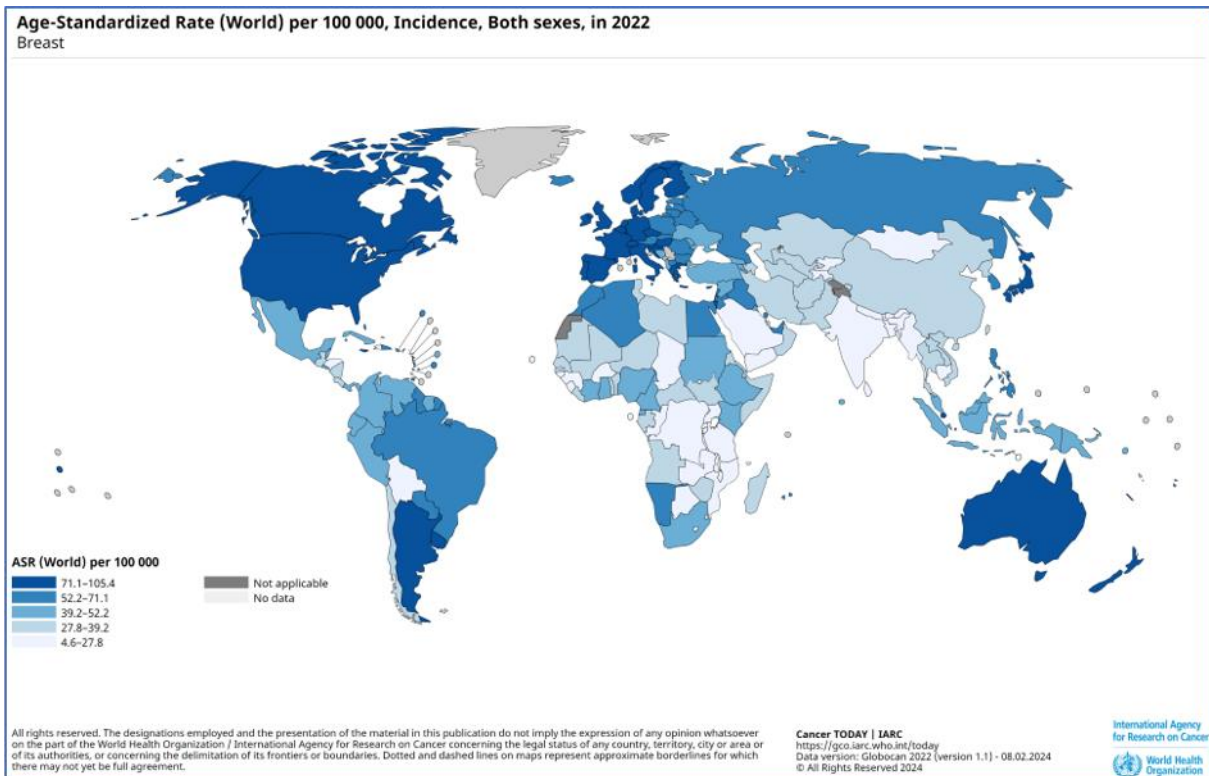 Age-Standardized Rate (World) per 100 000, Incidence, Both sexes, in 2022
Breast
ASR (World) per 100 000
71.1–105.4
52.2–71.1
39.2–52.2
27.8–39.2
4.6–27.8
Not applicable
No data
All rights reserved. The designations employed and the presentation of the material in this publication do not imply the expression of any opinion whatsoever
on the part of the World Health Organization / International Agency for Research on Cancer concerning the legal status of any country, territory, city or area or
of its authorities, or concerning the delimitation of its frontiers or boundaries. Dotted and dashed lines on maps represent approximate borderlines for which
there may not yet be full agreement.
Cancer TODAY | IARC
https://gco.iarc.who.int/today
Data version: Globocan 2022 (version 1.1) - 08.02.2024
© All Rights Reserved 2024
International Agency
for Research on Cancer
World Health
Organization